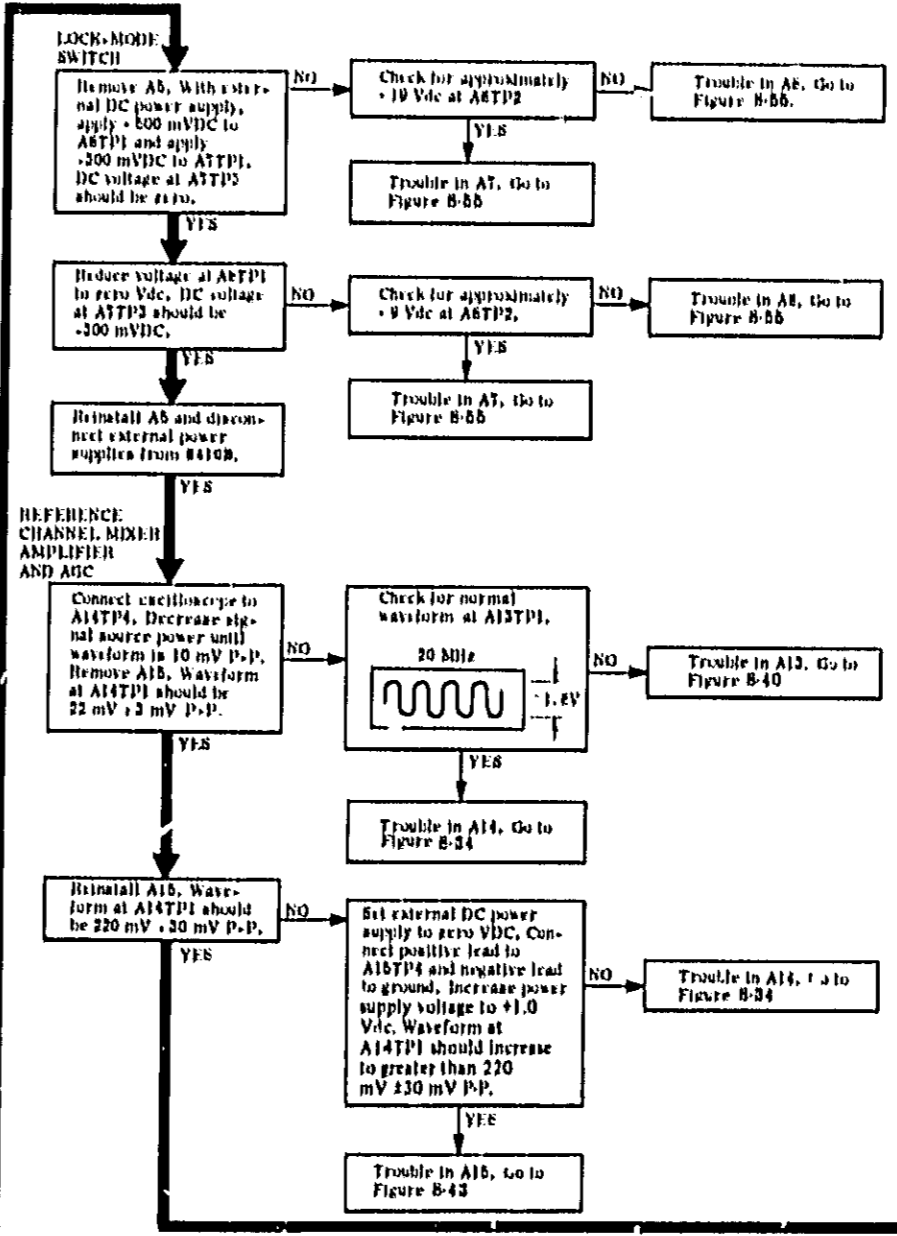 LOCK-MODE
SWITCH
Remove A5, With exter-
nal DC power supply,
apply
mVDC to
A6TP1 and apply
mVDC to A7TP1,
DC voltage at A7TP3
should be zero.
NO
Check for approximately
Vdc at A6TP2
NO
Trouble in A6, Go to
Figure 8-55.
YES
Trouble in A7, Go to
Figure 8-55
YES
Reduce voltage at A6TP1
to zero Vdc, DC voltage
at A7TP3 should be
-300 mVDC,
NO
Check for approximately
Vdc at A6TP2,
NO
Trouble in A6, Go to
Figure 8-55
YES
Trouble in A7, Go to
Figure 8-55
YES
Reinstall A5 and discon-
nect external power
supplies from 8410B,
YES
REFERENCE
CHANNEL MIXER
AMPLIFIER
AND AGC
Connect oscilloscope to
A14TP4, Decrease sig-
nal source power until
waveform is 10 mV P-P,
Remove A15, Waveform
at A14TP1 should be
22 mV ±3 mV P-P.
NO
Check for normal
waveform at A13TP1,
20 MHz
NO
Trouble in A13, Go to
Figure 8-40
YES
Trouble in A14, Go to
Figure 8-34
YES
Reinstall A15, Wave-
form at A14TP1 should
be 220 mV ±30 mV P-P,
NO
Set external DC power
supply to zero VDC, Con-
nect positive lead to
A15TP4 and negative lead
to ground, Increase power
supply voltage to +1.0
Vdc, Waveform at
A14TP1 should increase
to greater than 220
mV ±30 mV P-P,
NO
Trouble in A14, Go to
Figure 8-34
YES
YES
Trouble in A15, Go to
Figure 8-43